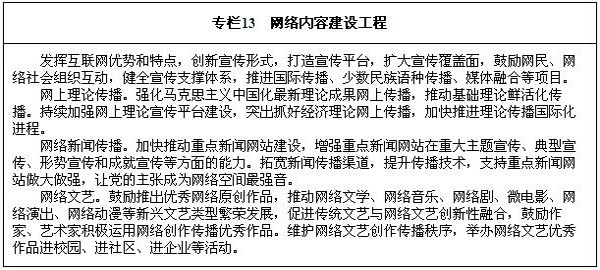 专栏13　网络内容建设工程
发挥互联网优势和特点，创新宣传形式，打造宣传平台，扩大宣传覆盖面，鼓励网民、网
络社会组织互动，健全宣传支撑体系，推进国际传播、少数民族语种传播、媒体融合等项目。
网上理论传播。强化马克思主义中国化最新理论成果网上传播，推动基础理论鲜活化传
播。持续加强网上理论宣传平台建设，突出抓好经济理论网上传播，加快推进理论传播国际化
进程。
网络新闻传播。加快推动重点新闻网站建设，增强重点新闻网站在重大主题宣传、典型宣
传、形势宣传和成就宣传等方面的能力。拓宽新闻传播渠道，提升传播技术，支持重点新闻网
站做大做强，让党的主张成为网络空间最强音。
网络文艺。鼓励推出优秀网络原创作品，推动网络文学、网络音乐、网络剧、微电影、网
络演出、网络动漫等新兴文艺类型繁荣发展，促进传统文艺与网络文艺创新性融合，鼓励作
家、艺术家积极运用网络创作传播优秀作品。维护网络文艺创作传播秩序，举办网络文艺优秀
作品进校园、进社区、进企业等活动。